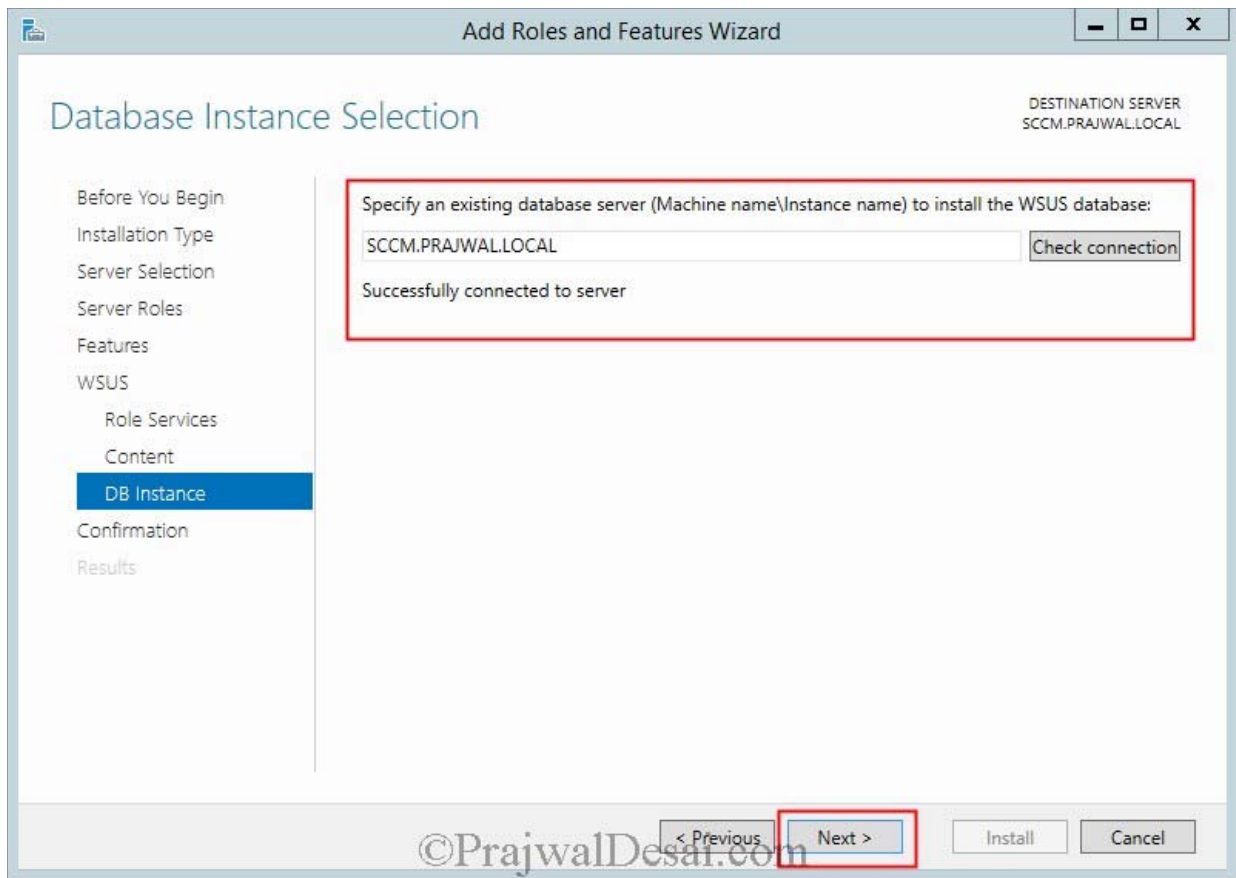 Add Roles and Features Wizard
Database Instance Selection
DESTINATION SERVER
SCCM.PRAJWAL.LOCAL
Before You Begin
Installation Type
Server Selection
Server Roles
Features
WSUS
Role Services
Content
DB Instance
Confirmation
Results
Specify an existing database server (Machine name\Instance name) to install the WSUS database:
SCCM.PRAJWAL.LOCAL
Check connection
Successfully connected to server
< Previous
Next >
Install
Cancel
©PrajwalDesai.com